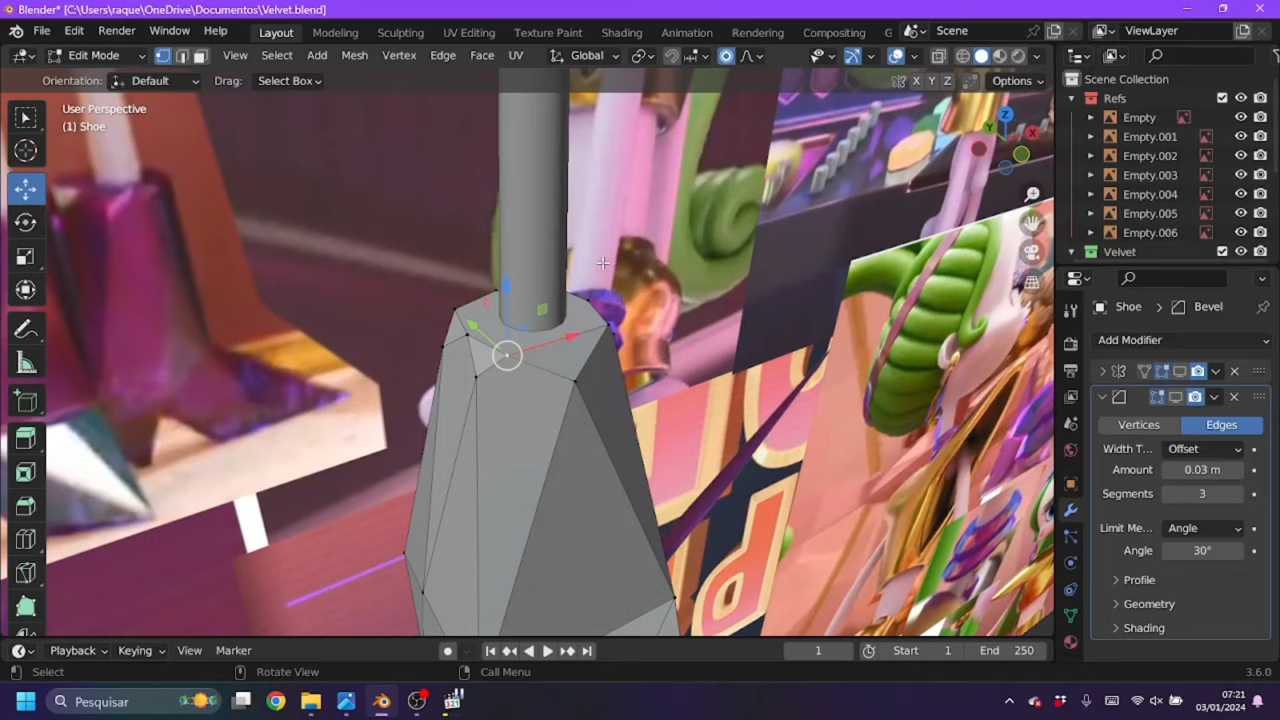 Blender* [C:\Users\raque\OneDrive\Documentos\Velvet.blend]
File Edit Render Window Help Layout Modeling Sculpting UV Editing Texture Paint Shading Animation Rendering Compositing G Scene ViewLayer
Edit Mode View Select Add Mesh Vertex Edge Face UV Global
Orientation: Default Drag: Select Box X Y Z Options
User Perspective
(1) Shoe
Z
Y
X
Scene Collection
Refs
Empty
Empty.001
Empty.002
Empty.003
Empty.004
Empty.005
Empty.006
Velvet
Shoe > Bevel
Add Modifier
Vertices Edges
Width T... Offset
Amount 0.03 m
Segments 3
Limit Me... Angle
Angle 30°
Profile
Geometry
Shading
d
Playback Keying View Marker 1 Start 1 End 250
Select Rotate View Call Menu 3.6.0
Pesquisar
321
07:21
03/01/2024